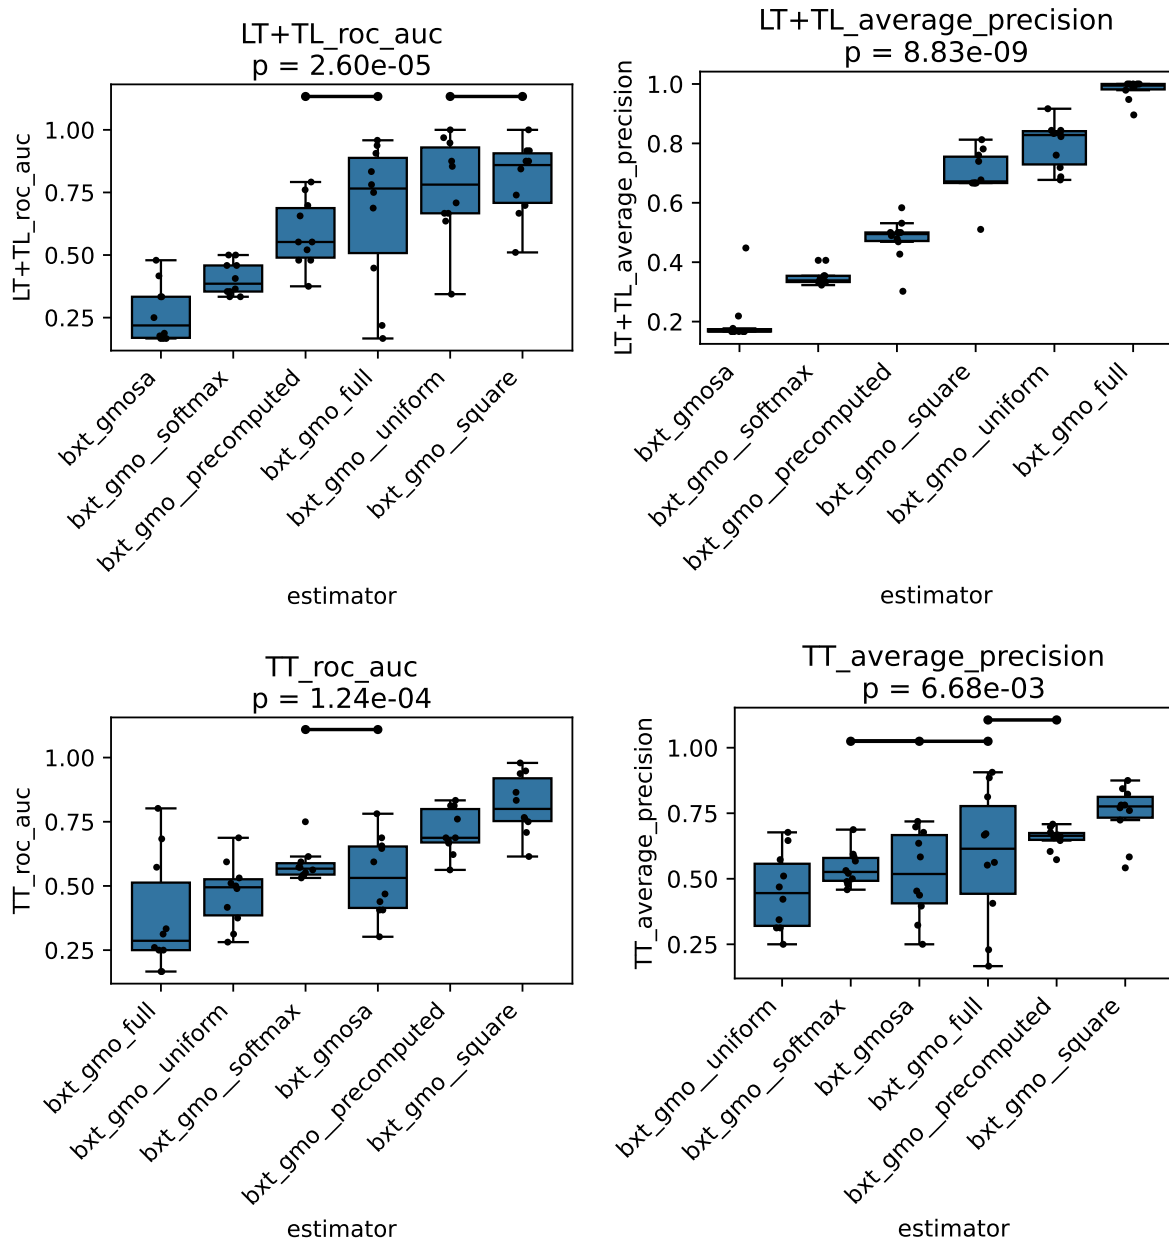 LT+TL_roc_auc
p = 2.60e-05
LT+TL_roc_auc
1.00
0.75
0.50
0.25
bxt_gmosa
bxt_gmo__softmax
bxt_gmo__precomputed
bxt_gmo_full
bxt_gmo__uniform
bxt_gmo__square
estimator
LT+TL_average_precision
p = 8.83e-09
LT+TL_average_precision
1.0
0.8
0.6
0.4
0.2
bxt_gmosa
bxt_gmo__softmax
bxt_gmo__precomputed
bxt_gmo__square
bxt_gmo__uniform
bxt_gmo_full
estimator
TT_roc_auc
p = 1.24e-04
TT_roc_auc
1.00
0.75
0.50
0.25
bxt_gmo_full
bxt_gmo__uniform
bxt_gmo__softmax
bxt_gmosa
bxt_gmo__precomputed
bxt_gmo__square
estimator
TT_average_precision
p = 6.68e-03
TT_average_precision
1.00
0.75
0.50
0.25
bxt_gmo__uniform
bxt_gmo__softmax
bxt_gmosa
bxt_gmo_full
bxt_gmo__precomputed
bxt_gmo__square
estimator